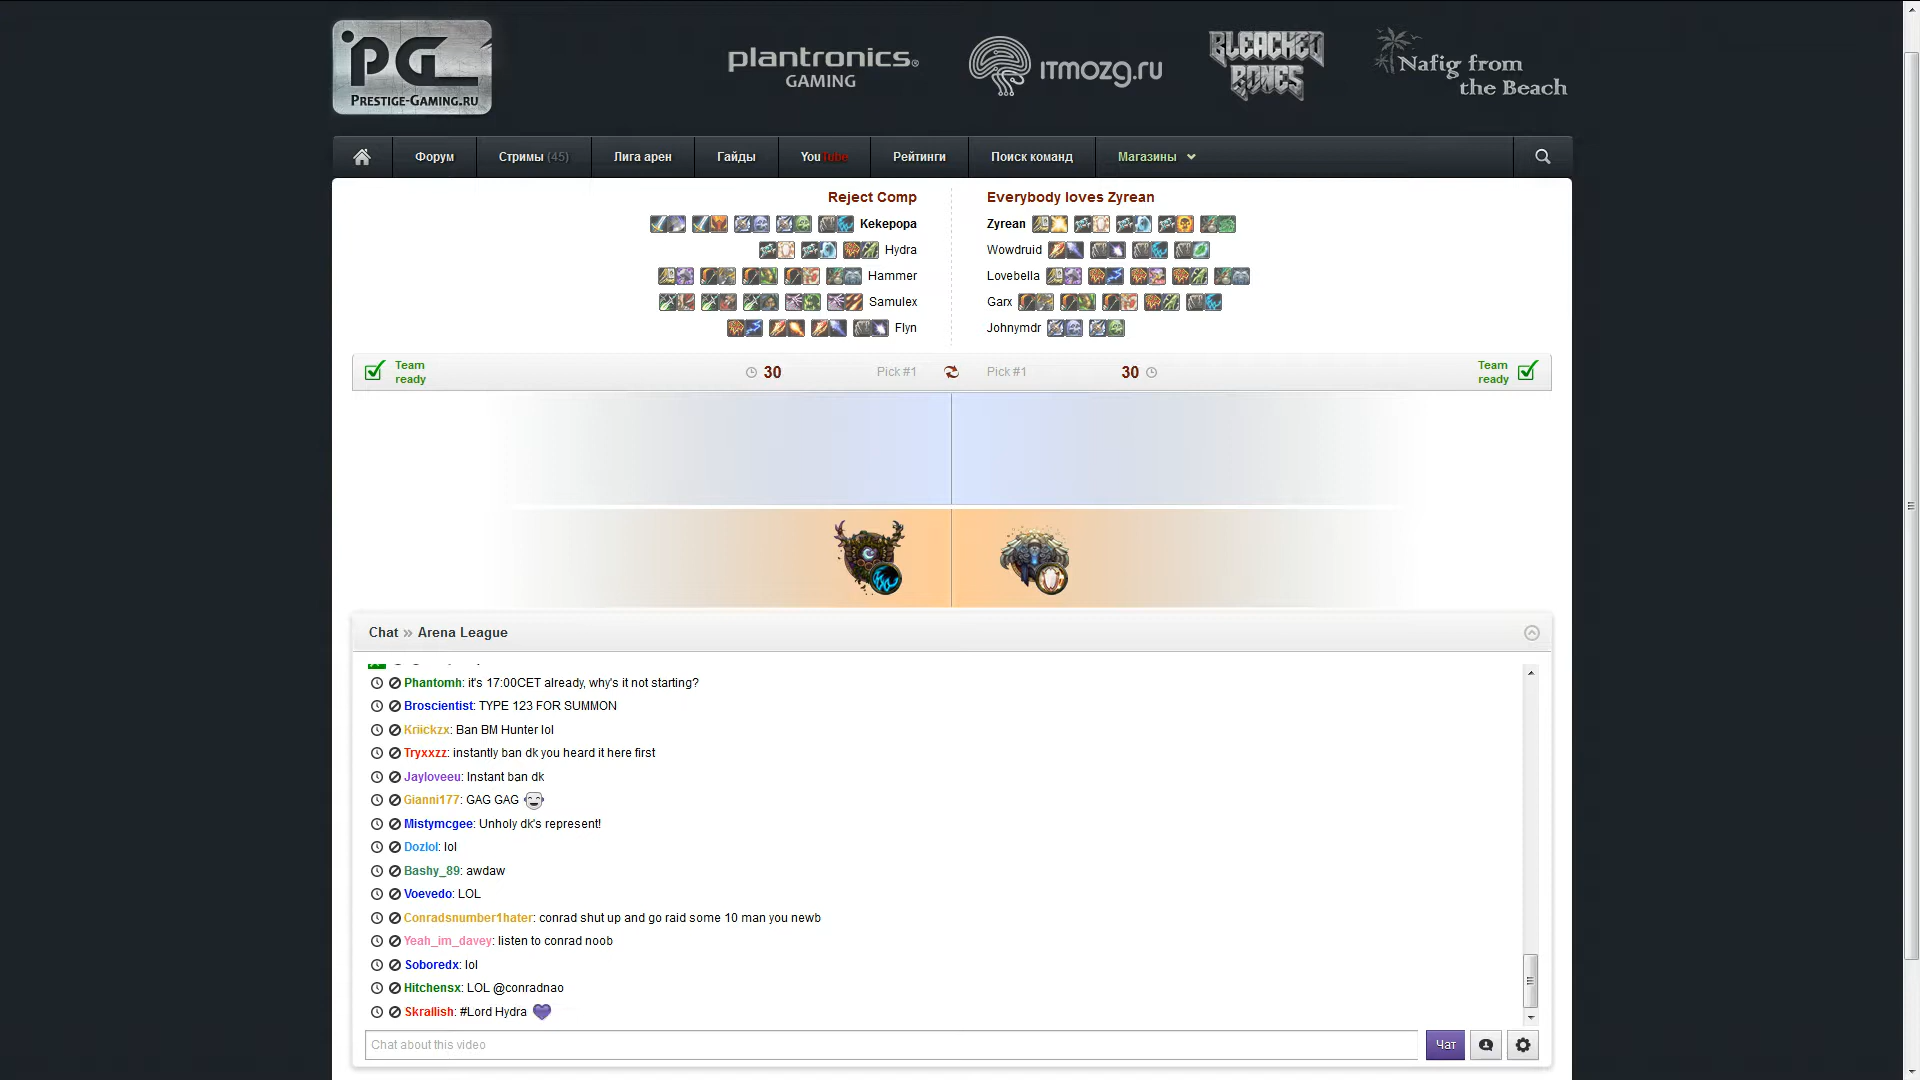 PG
PRESTIGE-GAMING.RU
plantronics®
GAMING
ITMOZG.RU
BLEACHED
BONES
Nafig from
the Beach
Форум
Стримы (45)
Лига арен
Гайды
YouTube
Рейтинги
Поиск команд
Магазины
Reject Comp
Everybody loves Zyrean
Kekepopa
Zyrean
Hydra
Wowdruid
Hammer
Lovebella
Samulex
Garx
Flyn
Johnymdr
Team
ready
30
Pick #1
Pick #1
30
Team
ready
Chat » Arena League
Phantomh: it's 17:00CET already, why's it not starting?
Broscientist: TYPE 123 FOR SUMMON
Kriickzx: Ban BM Hunter lol
Tryxxzz: instantly ban dk you heard it here first
Jayloveeu: Instant ban dk
Gianni177: GAG GAG
Mistymcgee: Unholy dk's represent!
Dozlol: lol
Bashy_89: awdaw
Voevedo: LOL
Conradsnumber1hater: conrad shut up and go raid some 10 man you newb
Yeah_im_davey: listen to conrad noob
Soboredx: lol
Hitchensx: LOL @conradnao
Skrallish: #Lord Hydra
Chat about this video
Чат